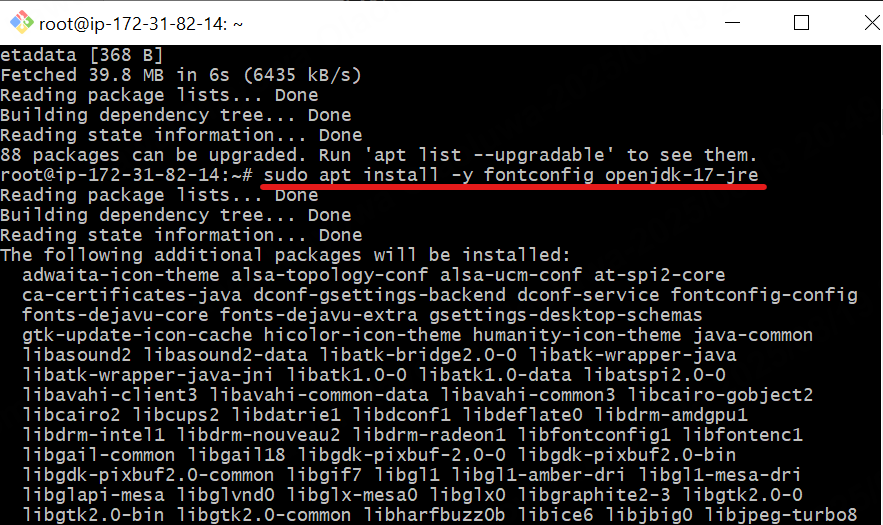 root@ip-172-31-82-14: ~
etadata [368 B]
Fetched 39.8 MB in 6s (6435 kB/s)
Reading package lists... Done
Building dependency tree... Done
Reading state information... Done
88 packages can be upgraded. Run 'apt list --upgradable' to see them.
root@ip-172-31-82-14:~# sudo apt install -y fontconfig openjdk-17-jre
Reading package lists... Done
Building dependency tree... Done
Reading state information... Done
The following additional packages will be installed:
adwaita-icon-theme alsa-topology-conf alsa-ucm-conf at-spi2-core
ca-certificates-java dconf-gsettings-backend dconf-service fontconfig-config
fonts-dejavu-core fonts-dejavu-extra gsettings-desktop-schemas
gtk-update-icon-cache hicolor-icon-theme humanity-icon-theme java-common
libasound2 libasound2-data libatk-bridge2.0-0 libatk-wrapper-java
libatk-wrapper-java-jni libatk1.0-0 libatk1.0-data libatspi2.0-0
libavahi-client3 libavahi-common-data libavahi-common3 libcairo-gobject2
libcairo2 libcups2 libdatrie1 libdconf1 libdeflate0 libdrm-amdgpu1
libdrm-intel1 libdrm-nouveau2 libdrm-radeon1 libfontconfig1 libfontenc1
libgail-common libgail18 libgdk-pixbuf-2.0-0 libgdk-pixbuf2.0-bin
libgdk-pixbuf2.0-common libgif7 libgl1 libgl1-amber-dri libgl1-mesa-dri
libglapi-mesa libglvnd0 libglx-mesa0 libglx0 libgraphite2-3 libgtk2.0-0
libgtk2.0-bin libgtk2.0-common libharfbuzz0b libice6 libjbig0 libjpeg-turbo8